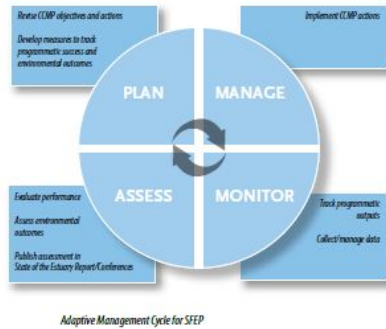 Revise CCMP objectives and actions
Develop measures to track
programmatic success and
environmental outcomes
Implement CCMP actions
PLAN
MANAGE
ASSESS
MONITOR
Evaluate performance
Assess environmental
outcomes
Publish assessment in
State of the Estuary Report/Conferences
Track programmatic
outputs
Collect/manage data
Adaptive Management Cycle for SFEP